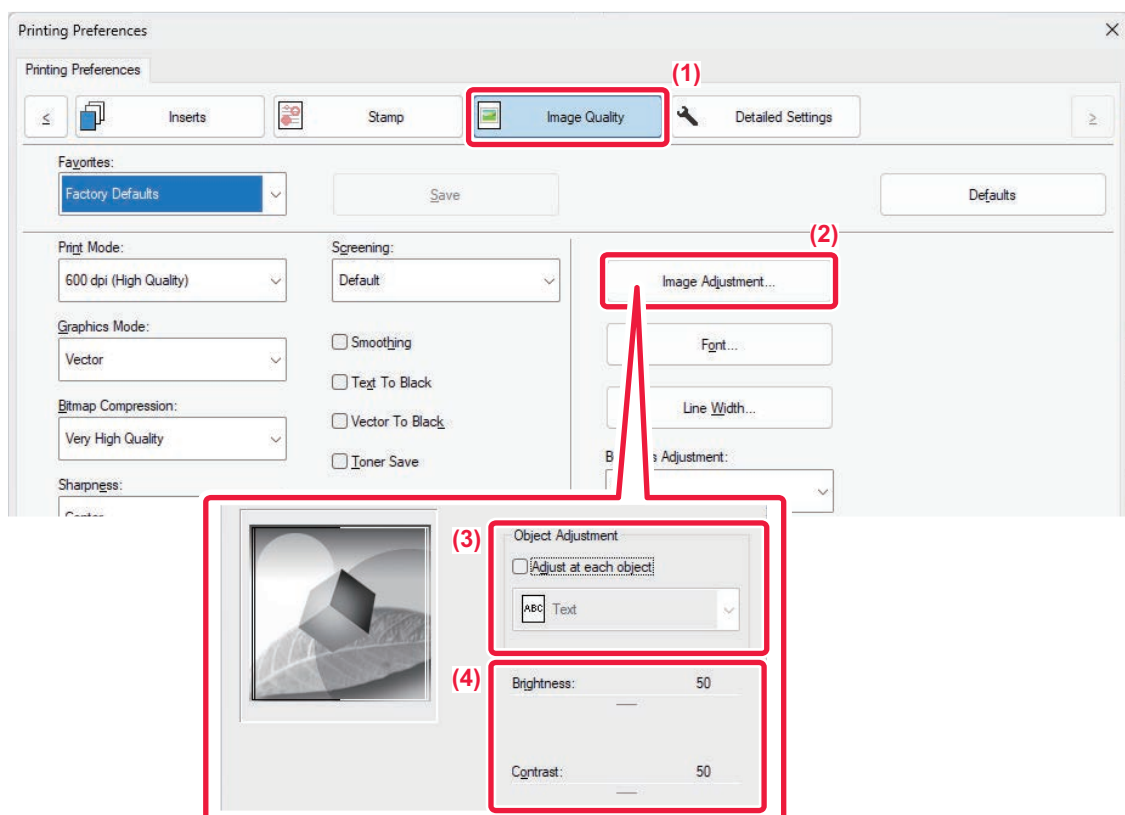 Printing Preferences
Printing Preferences
(1)
Inserts
Stamp
Image Quality
Detailed Settings
Favorites:
Factory Defaults
Save
Defaults
(2)
Print Mode:
600 dpi (High Quality)
Screening:
Default
Image Adjustment...
Graphics Mode:
Vector
Smoothing
Font...
Text To Black
Bitmap Compression:
Very High Quality
Vector To Black
Line Width...
Toner Save
Adjustment:
Sharpness:
(3)
Object Adjustment
Adjust at each object
ABC Text
(4)
Brightness: 50
Contrast: 50